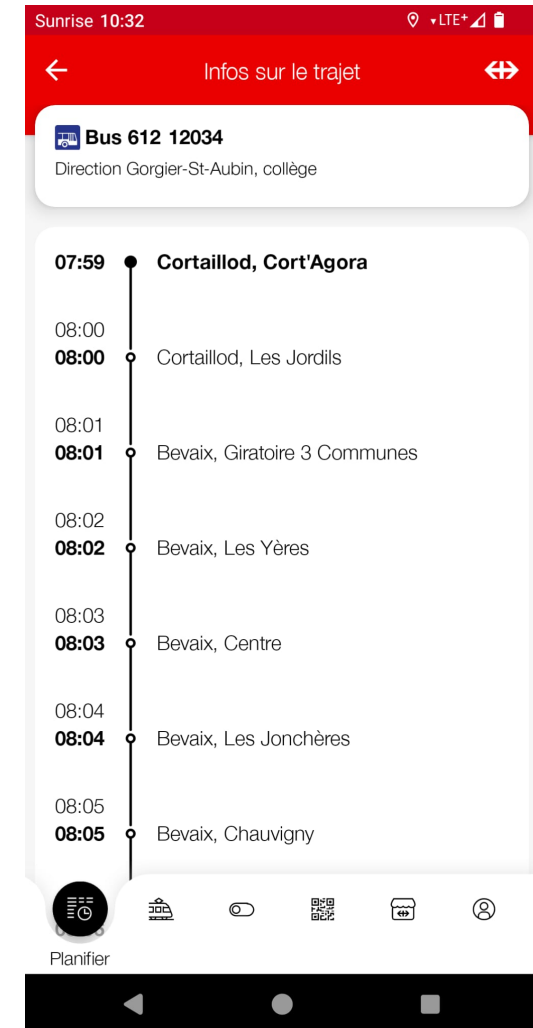 Sunrise 10:32 LTE+
Infos sur le trajet
Bus 612 12034
Direction Gorgier-St-Aubin, collège
07:59 Cortaillod, Cort'Agora
08:00
08:00 Cortaillod, Les Jordils
08:01
08:01 Bevaix, Giratoire 3 Communes
08:02
08:02 Bevaix, Les Yères
08:03
08:03 Bevaix, Centre
08:04
08:04 Bevaix, Les Jonchères
08:05
08:05 Bevaix, Chauvigny
Planifier